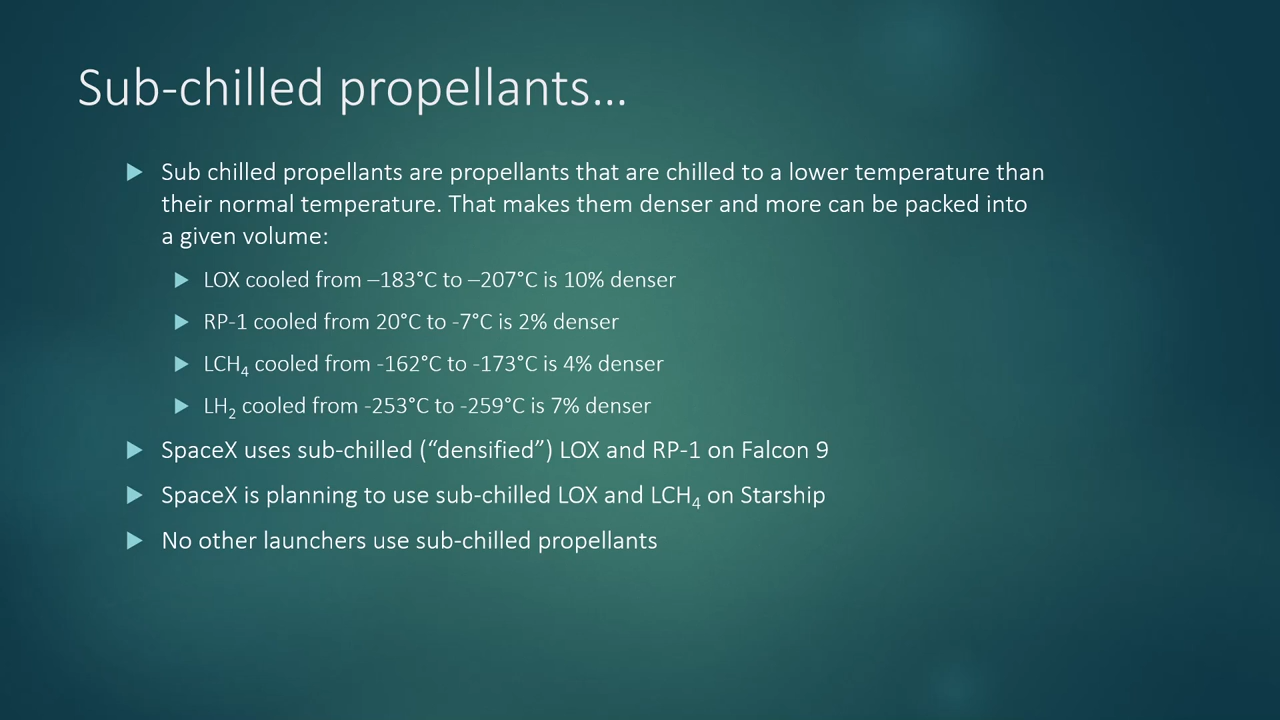 Sub-chilled propellants...
Sub chilled propellants are propellants that are chilled to a lower temperature than
their normal temperature. That makes them denser and more can be packed into
a given volume:
LOX cooled from –183°C to –207°C is 10% denser
RP-1 cooled from 20°C to -7°C is 2% denser
LCH₄ cooled from -162°C to -173°C is 4% denser
LH₂ cooled from -253°C to -259°C is 7% denser
SpaceX uses sub-chilled (“densified”) LOX and RP-1 on Falcon 9
SpaceX is planning to use sub-chilled LOX and LCH₄ on Starship
No other launchers use sub-chilled propellants